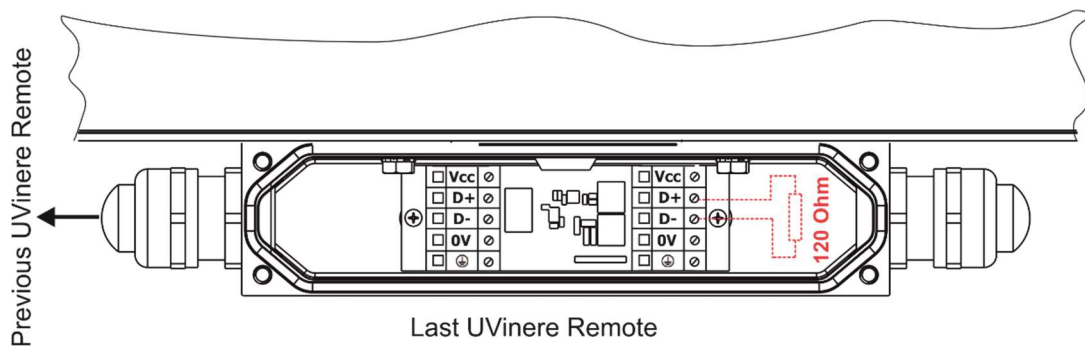 Previous UVinere Remote
Vcc
D+
D-
0V
Vcc
D+
D-
0V
120 Ohm
Last UVinere Remote